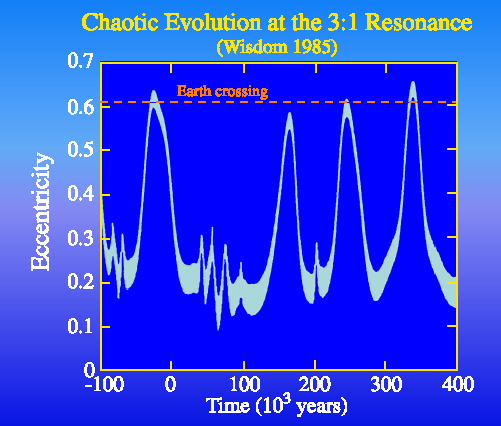 Chaotic Evolution at the 3:1 Resonance
(Wisdom 1985)
0.7
Earth crossing
0.6
0.5
0.4
0.3
0.2
0.1
0
Eccentricity
-100 0 100 200 300 400
Time (10³ years)